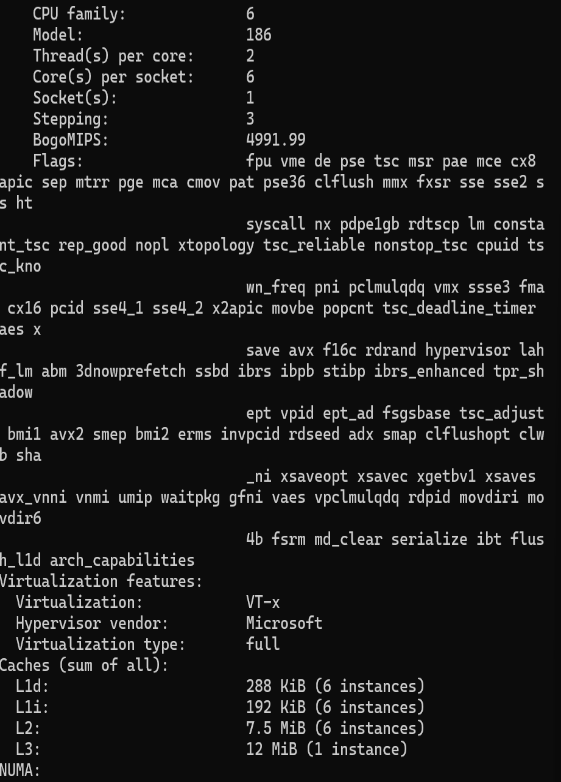 CPU family: 6
Model: 186
Thread(s) per core: 2
Core(s) per socket: 6
Socket(s): 1
Stepping: 3
BogoMIPS: 4991.99
Flags: fpu vme de pse tsc msr pae mce cx8
apic sep mtrr pge mca cmov pat pse36 clflush mmx fxsr sse sse2 s
s ht
syscall nx pdpe1gb rdtscp lm consta
nt_tsc rep_good nopl xtopology tsc_reliable nonstop_tsc cpuid ts
c_kno
wn_freq pni pclmulqdq vmx ssse3 fma
cx16 pcid sse4_1 sse4_2 x2apic movbe popcnt tsc_deadline_timer
aes x
save avx f16c rdrand hypervisor lah
f_lm abm 3dnowprefetch ssbd ibrs ibpb stibp ibrs_enhanced tpr_sh
adow
ept vpid ept_ad fsgsbase tsc_adjust
bmi1 avx2 smep bmi2 erms invpcid rdseed adx smap clflushopt clw
b sha
_ni xsaveopt xsavec xgetbv1 xsaves
avx_vnni vnmi umip waitpkg gfni vaes vpclmulqdq rdpid movdiri mo
vdir6
4b fsrm md_clear serialize ibt flus
h_l1d arch_capabilities
Virtualization features:
Virtualization: VT-x
Hypervisor vendor: Microsoft
Virtualization type: full
Caches (sum of all):
L1d: 288 KiB (6 instances)
L1i: 192 KiB (6 instances)
L2: 7.5 MiB (6 instances)
L3: 12 MiB (1 instance)
NUMA: